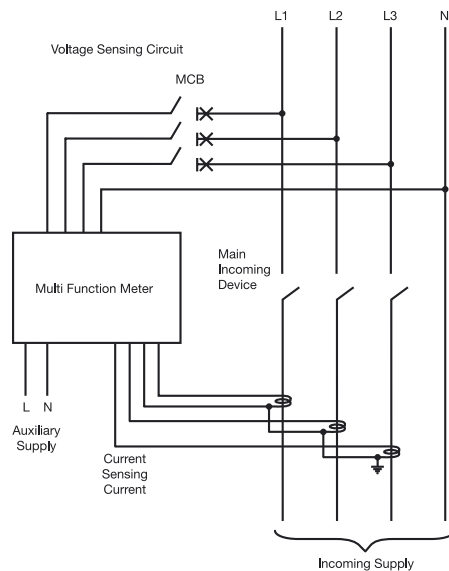 L1 L2 L3 N
Voltage Sensing Circuit
MCB
Main
Incoming
Device
Multi Function Meter
L N
Auxiliary
Supply
Current
Sensing
Current
Incoming Supply